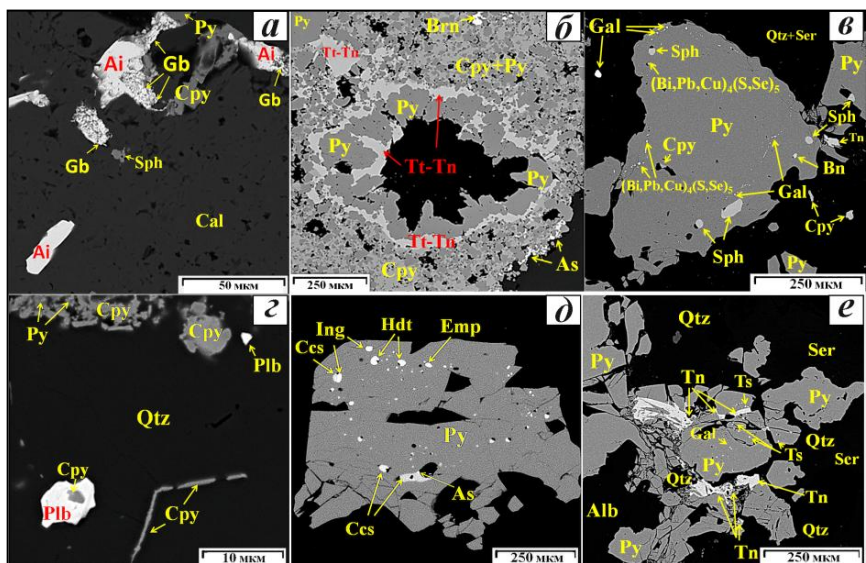 а
Py
Ai
Gb
Ai
Cpy
Gb
Gb
Sph
Cal
Ai
50 мкм
б
Py
Brn
Tt-Tn
Cpy+Py
Py
Py
Tt-Tn
Py
Tt-Tn
As
Cpy
250 мкм
в
Gal
Qtz+Ser
Sph
Py
(Bi,Pb,Cu)₄(S,Se)₅
Sph
Py
Tn
Cpy
Bn
(Bi,Pb,Cu)₄(S,Se)₅
Gal
Cpy
Sph
Py
250 мкм
г
Cpy
Py
Cpy
Plb
Qtz
Cpy
Plb
Cpy
10 мкм
д
Ing
Hdt
Emp
Ccs
Py
As
Ccs
250 мкм
е
Qtz
Ser
Py
Tn
Ts
Py
Gal
Qtz
Ts
Ser
Py
Qtz
Tn
Alb
Qtz
Py
Tn
250 мкм